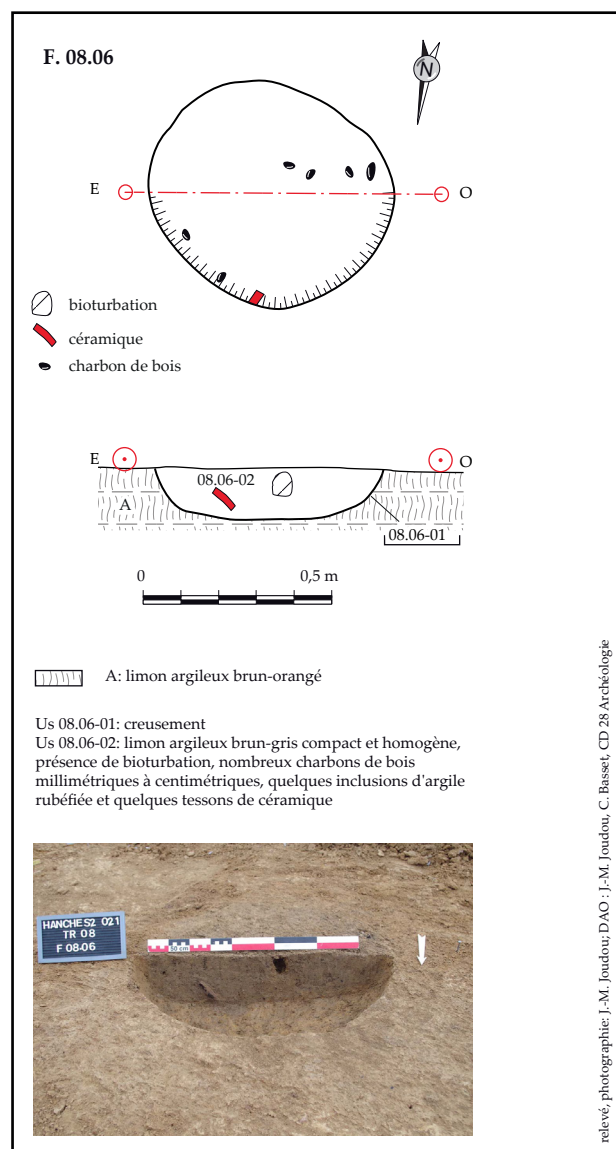 F. 08.06
N
E
O
bioturbation
céramique
charbon de bois
E
O
08.06-02
A
08.06-01
0
0,5 m
A: limon argileux brun-orangé
Us 08.06-01: creusement
Us 08.06-02: limon argileux brun-gris compact et homogène,
présence de bioturbation, nombreux charbons de bois
millimétriques à centimétriques, quelques inclusions d'argile
rubéfiée et quelques tessons de céramique
HANCHES2 021
TR 08
F 08-06
50 cm
relevé, photographie: J.-M. Joudou; DAO : J.-M. Joudou, C. Basset, CD 28 Archéologie